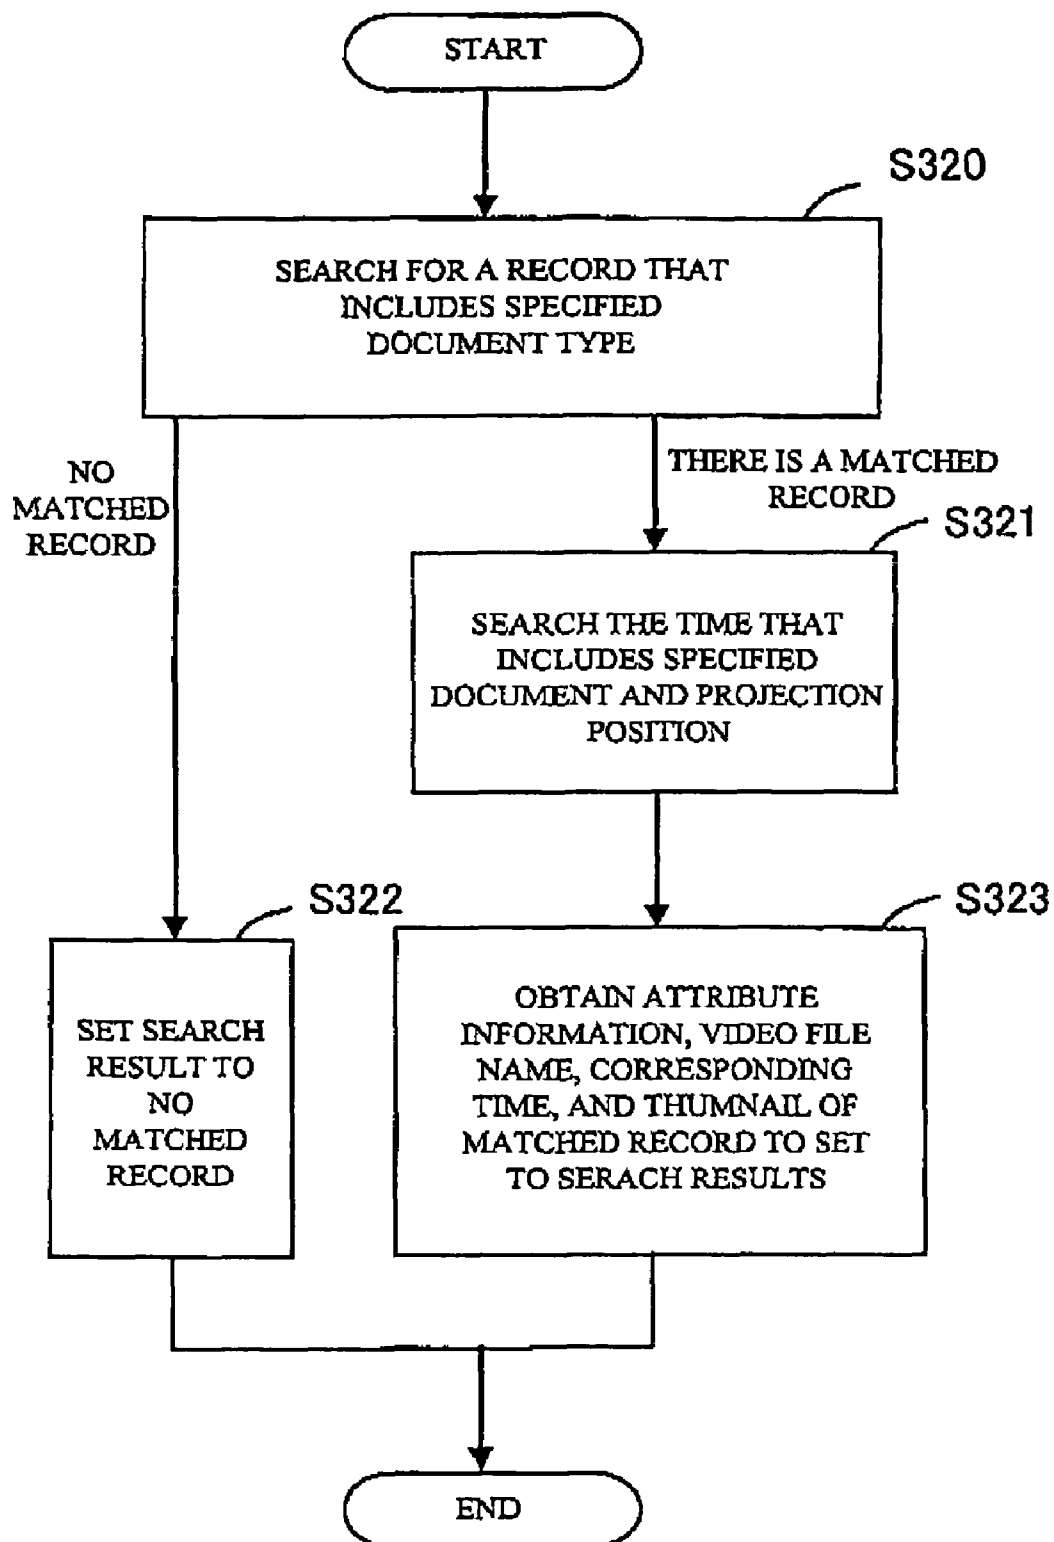 START
S320
SEARCH FOR A RECORD THAT
INCLUDES SPECIFIED
DOCUMENT TYPE
NO
MATCHED
RECORD
THERE IS A MATCHED
RECORD
S321
SEARCH THE TIME THAT
INCLUDES SPECIFIED
DOCUMENT AND PROJECTION
POSITION
S322
SET SEARCH
RESULT TO
NO
MATCHED
RECORD
S323
OBTAIN ATTRIBUTE
INFORMATION, VIDEO FILE
NAME, CORRESPONDING
TIME, AND THUMNAIL OF
MATCHED RECORD TO SET
TO SERACH RESULTS
END